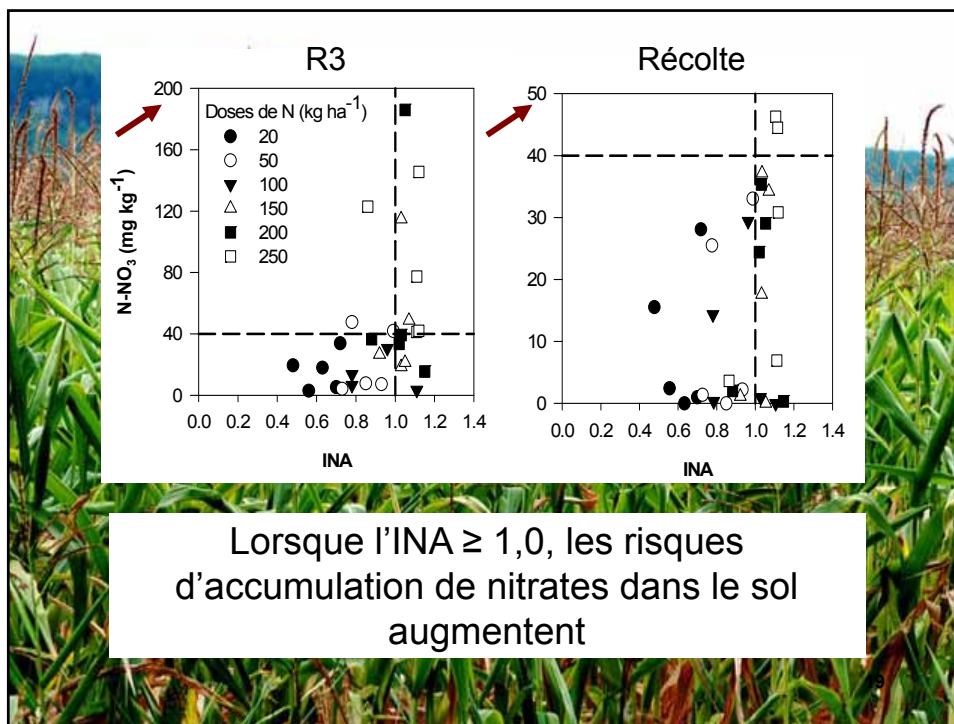 R3
Récolte
200
160
120
80
40
0
N-NO3 (mg kg-1)
Doses de N (kg ha-1)
20
50
100
150
200
250
0.0 0.2 0.4 0.6 0.8 1.0 1.2 1.4
INA
50
40
30
20
10
0
0.0 0.2 0.4 0.6 0.8 1.0 1.2 1.4
INA
Lorsque l’INA ≥ 1,0, les risques
d’accumulation de nitrates dans le sol
augmentent